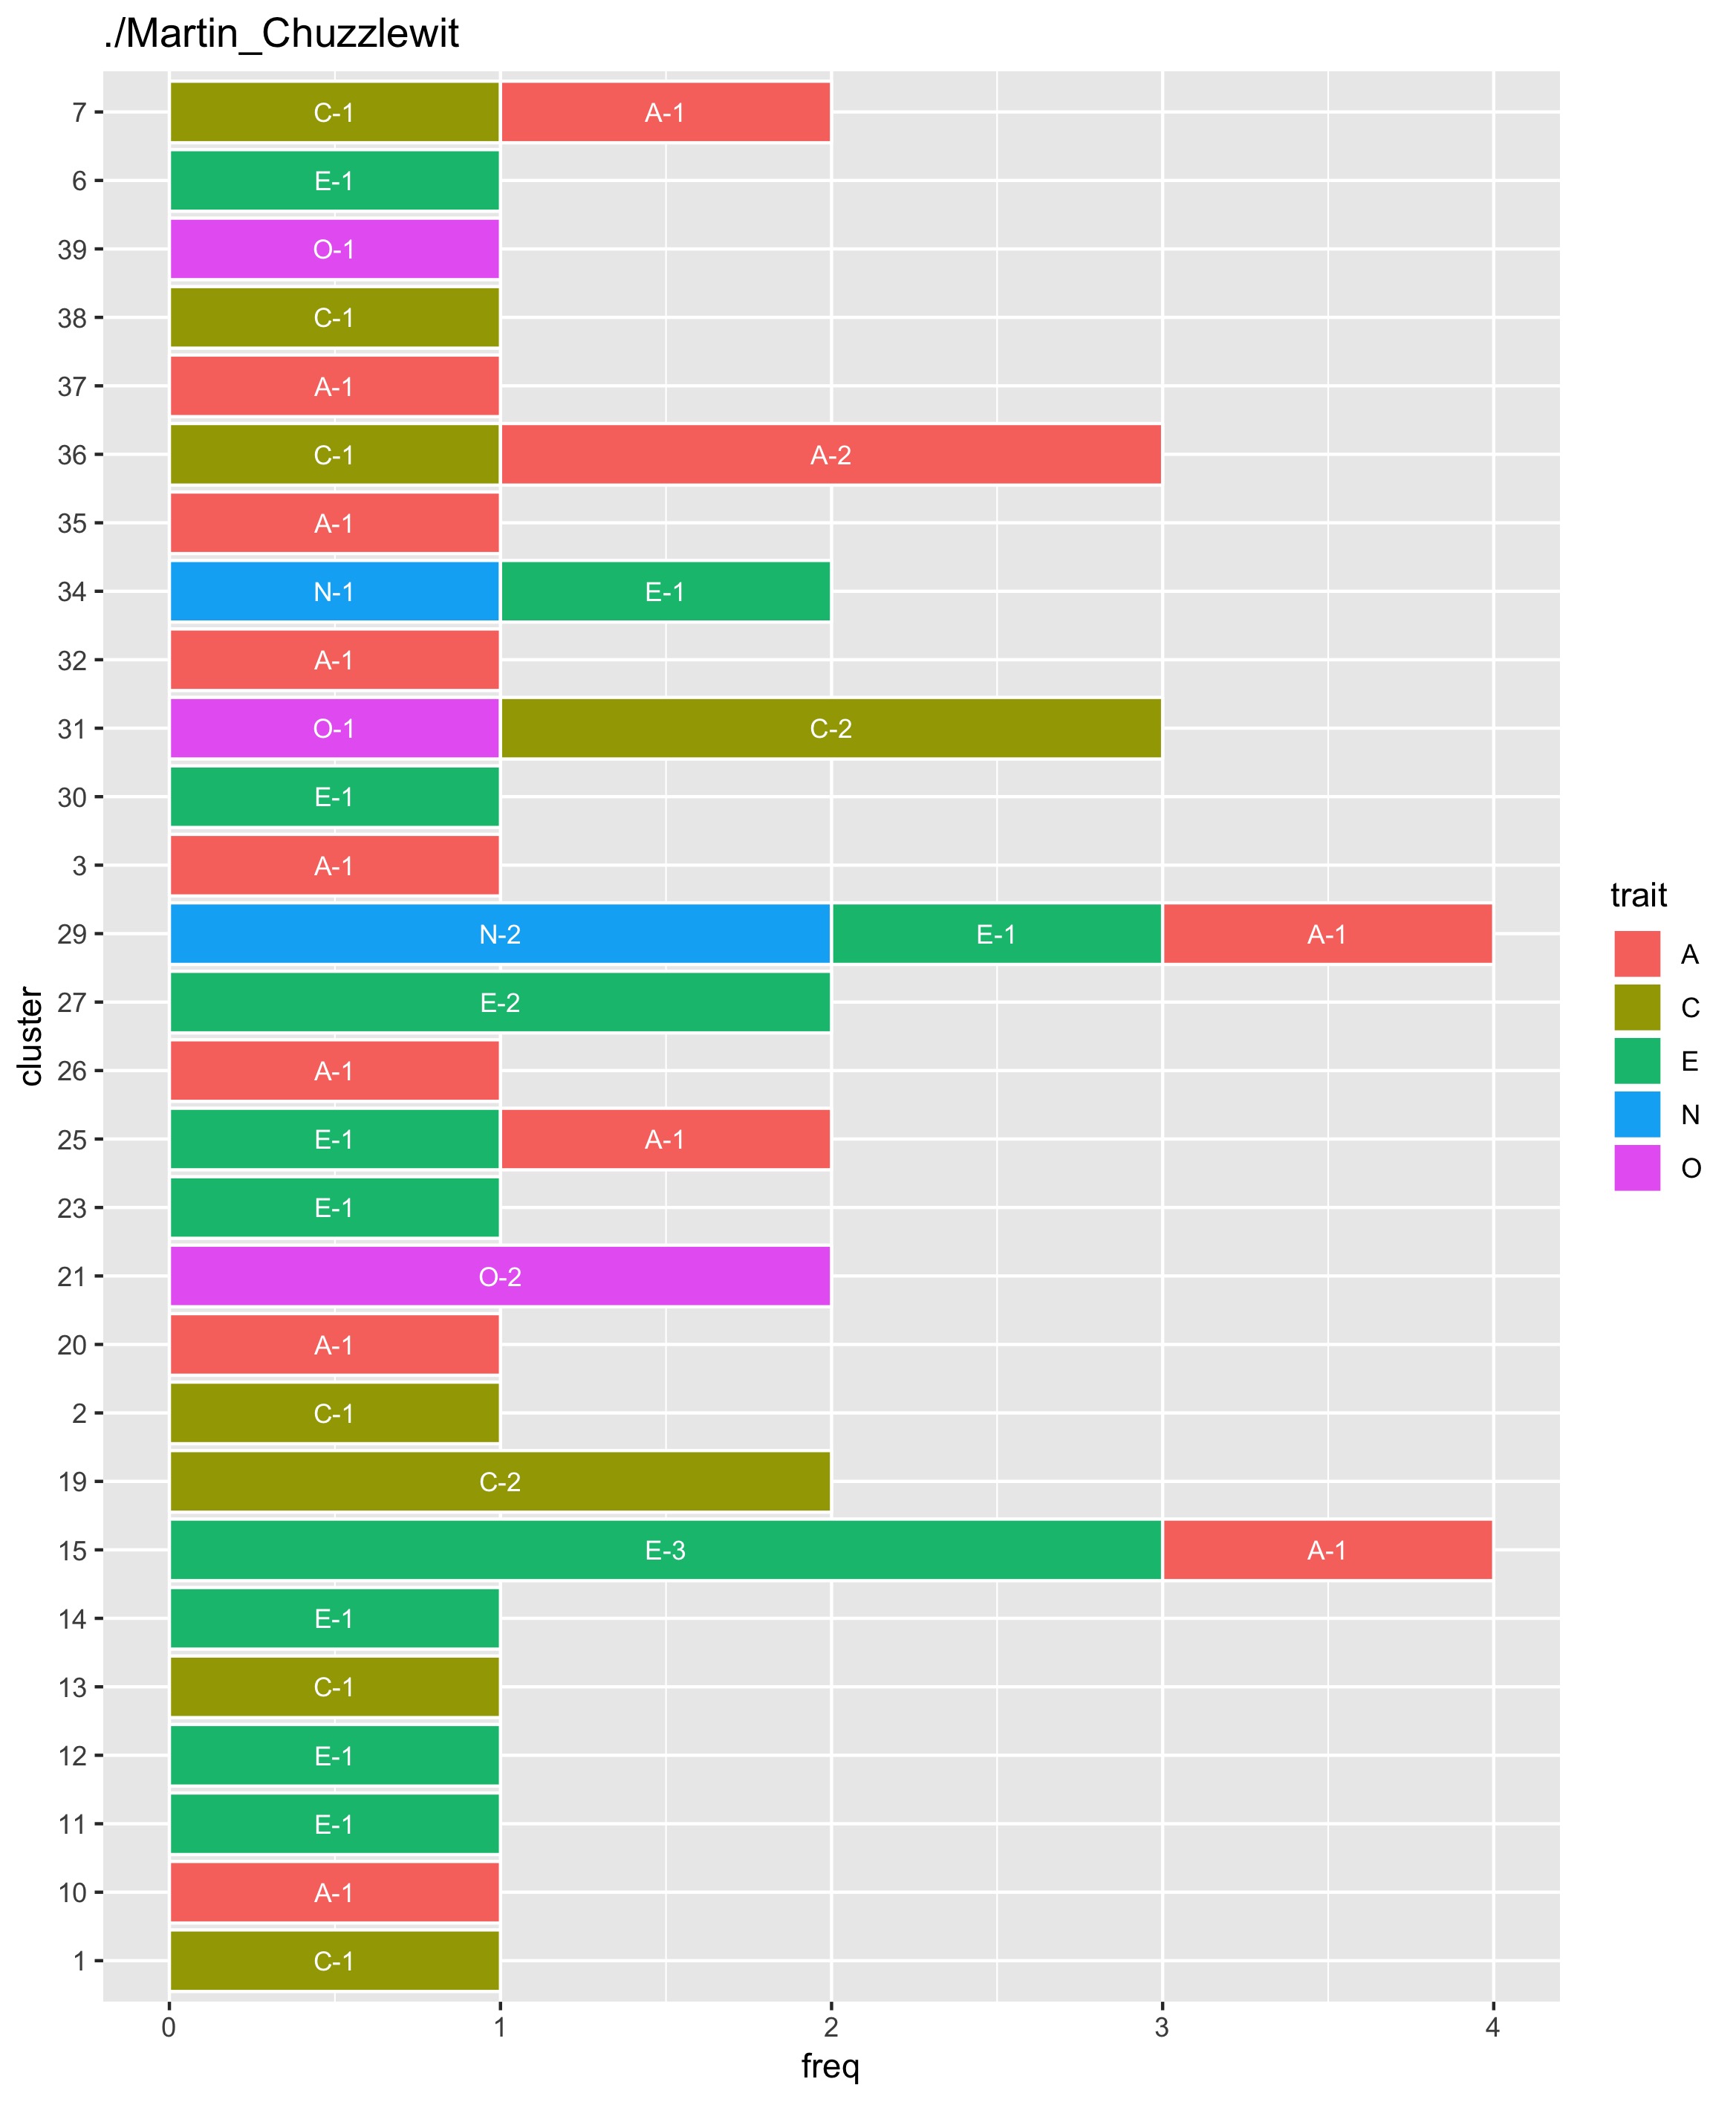 ./Martin_Chuzzlewit
7 C-1 A-1
6 E-1
39 O-1
38 C-1
37 A-1
36 C-1 A-2
35 A-1
34 N-1 E-1
32 A-1
31 O-1 C-2
30 E-1
3 A-1
29 N-2 E-1 A-1
27 E-2
26 A-1
25 E-1 A-1
23 E-1
21 O-2
20 A-1
2 C-1
19 C-2
15 E-3 A-1
14 E-1
13 C-1
12 E-1
11 E-1
10 A-1
1 C-1
0 1 2 3 4
freq
cluster
trait
A
C
E
N
O